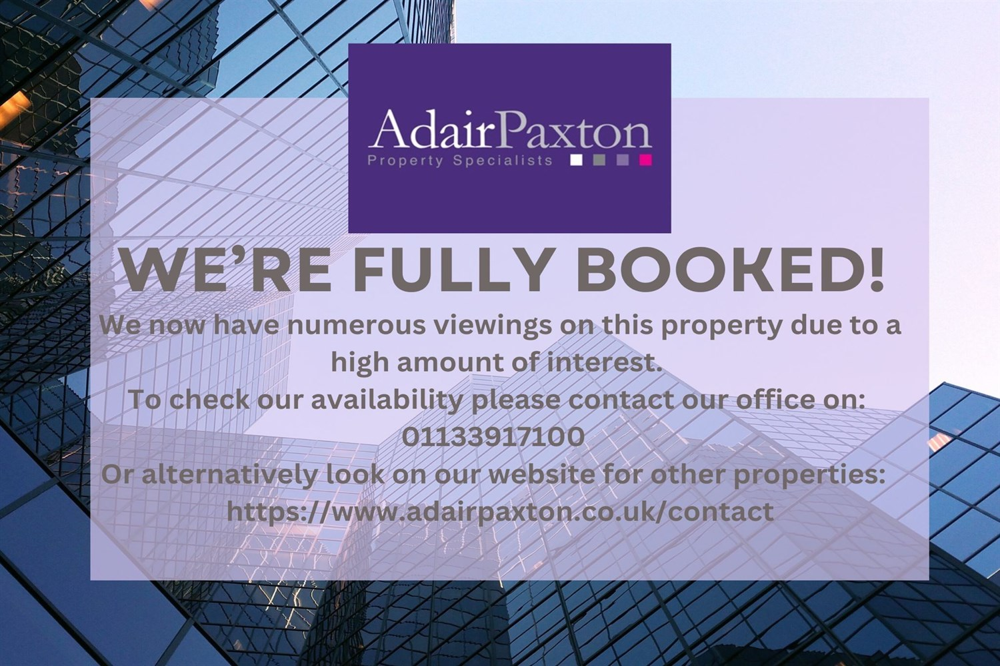 AdairPaxton
Property Specialists
WE'RE FULLY BOOKED!
We now have numerous viewings on this property due to a
high amount of interest.
To check our availability please contact our office on:
01133917100
Or alternatively look on our website for other properties:
https://www.adairpaxton.co.uk/contact